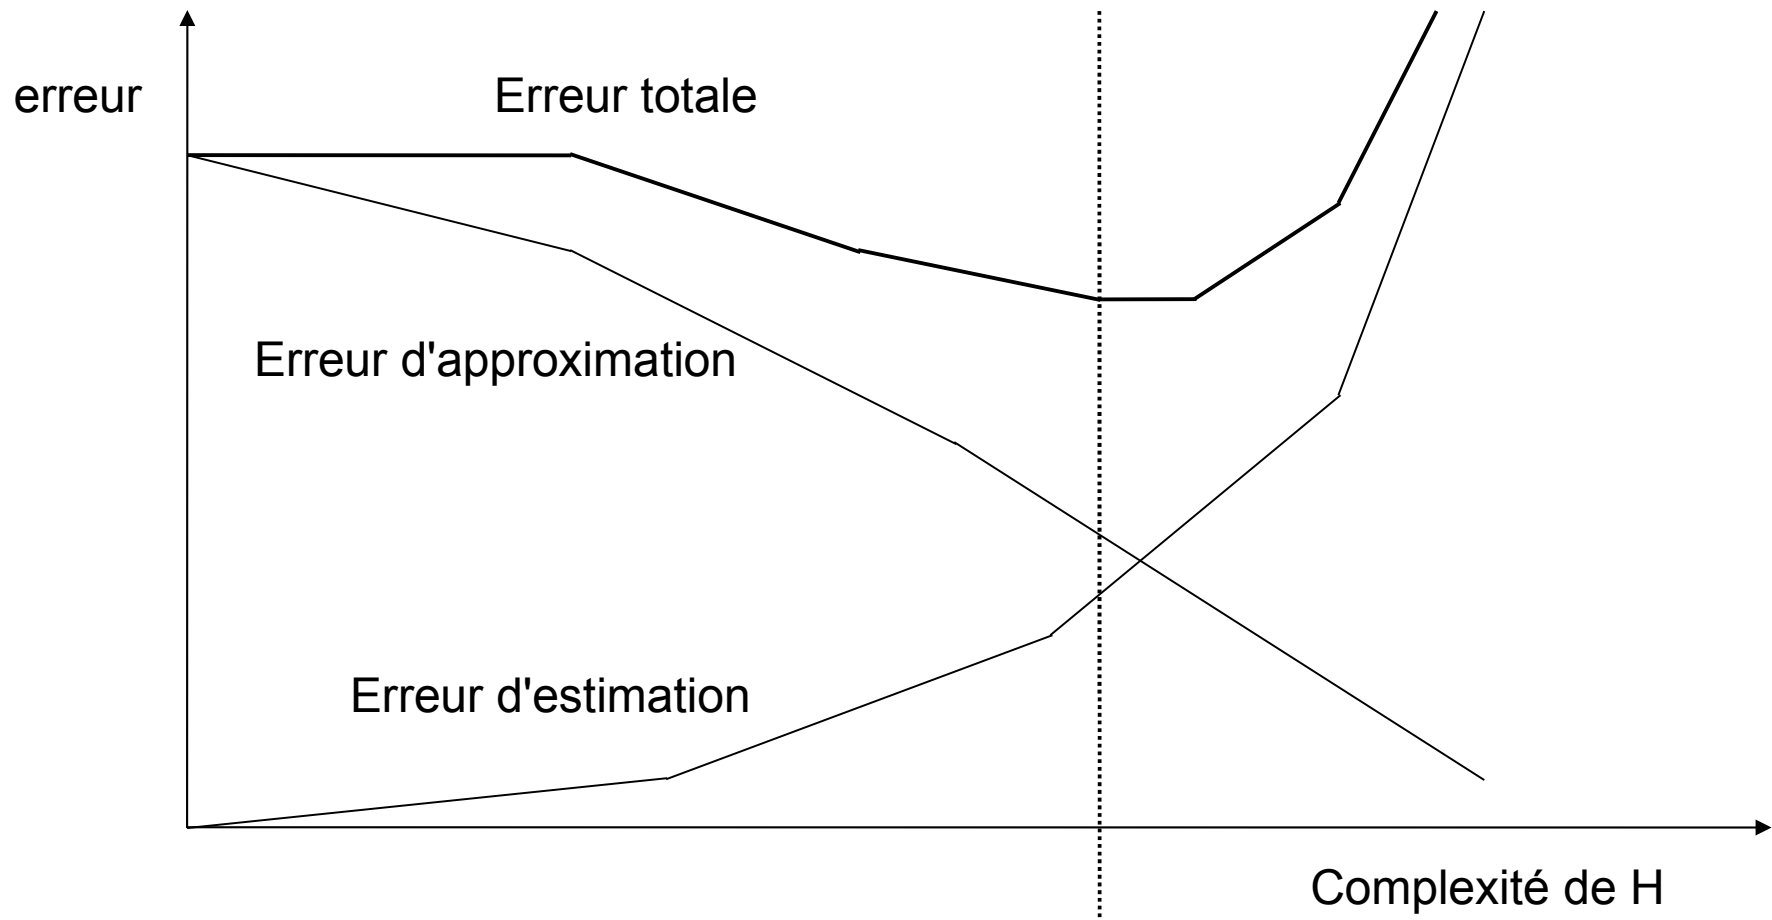 erreur
Erreur totale
Erreur d'approximation
Erreur d'estimation
Complexité de H